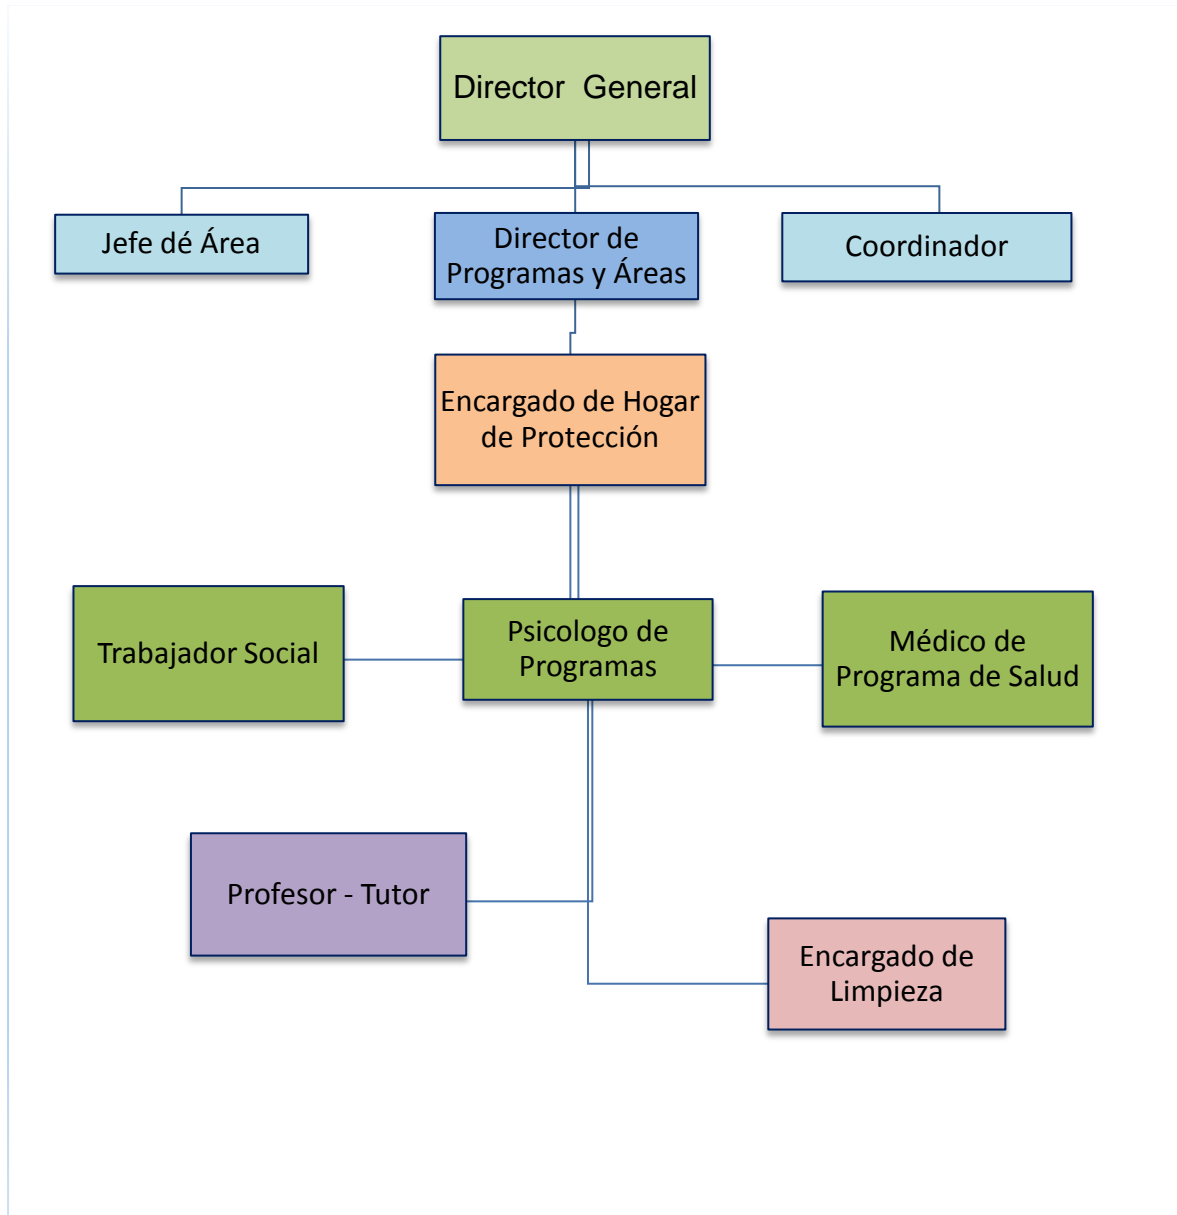 Director  General
Jefe dé Área
Director de
Programas y Áreas
Coordinador
Encargado de Hogar
de Protección
Trabajador Social
Psicologo de
Programas
Médico de
Programa de Salud
Profesor - Tutor
Encargado de
Limpieza